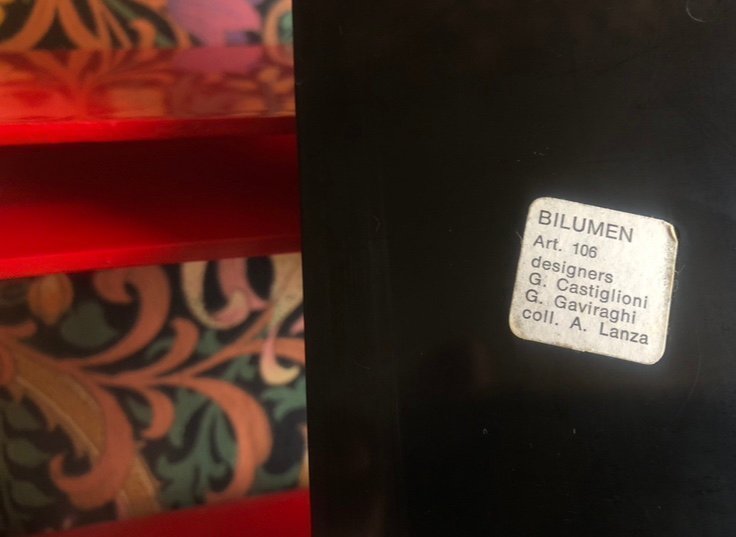 BILUMEN
Art. 106
designers
G. Castiglioni
G. Gaviraghi
coll. A. Lanza